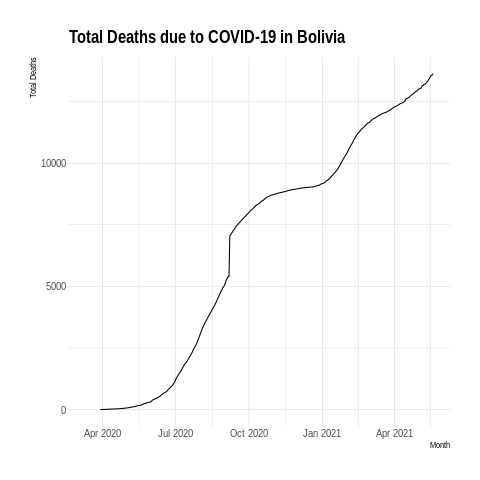 Total Deaths due to COVID-19 in Bolivia
Total Deaths
10000
5000
0
Apr 2020 Jul 2020 Oct 2020 Jan 2021 Apr 2021
Month